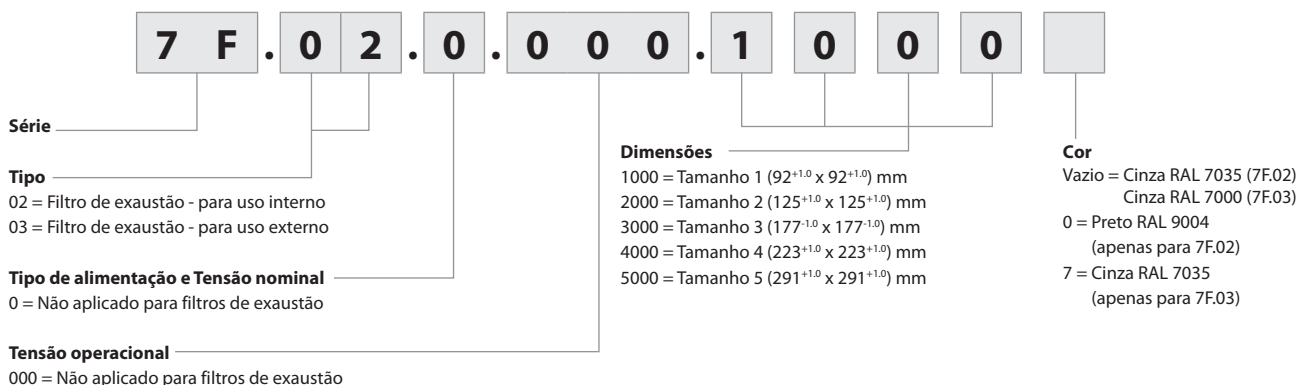 7 F . 0 2 . 0 . 0 0 0 . 1 0 0 0
Série
Tipo
02 = Filtro de exaustão - para uso interno
03 = Filtro de exaustão - para uso externo
Tipo de alimentação e Tensão nominal
0 = Não aplicado para filtros de exaustão
Tensão operacional
000 = Não aplicado para filtros de exaustão
Dimensões
1000 = Tamanho 1 (92⁺¹·⁰ x 92⁺¹·⁰) mm
2000 = Tamanho 2 (125⁺¹·⁰ x 125⁺¹·⁰) mm
3000 = Tamanho 3 (177⁻¹·⁰ x 177⁻¹·⁰) mm
4000 = Tamanho 4 (223⁺¹·⁰ x 223⁺¹·⁰) mm
5000 = Tamanho 5 (291⁺¹·⁰ x 291⁺¹·⁰) mm
Cor
Vazio = Cinza RAL 7035 (7F.02)
Cinza RAL 7000 (7F.03)
0 = Preto RAL 9004
(apenas para 7F.02)
7 = Cinza RAL 7035
(apenas para 7F.03)